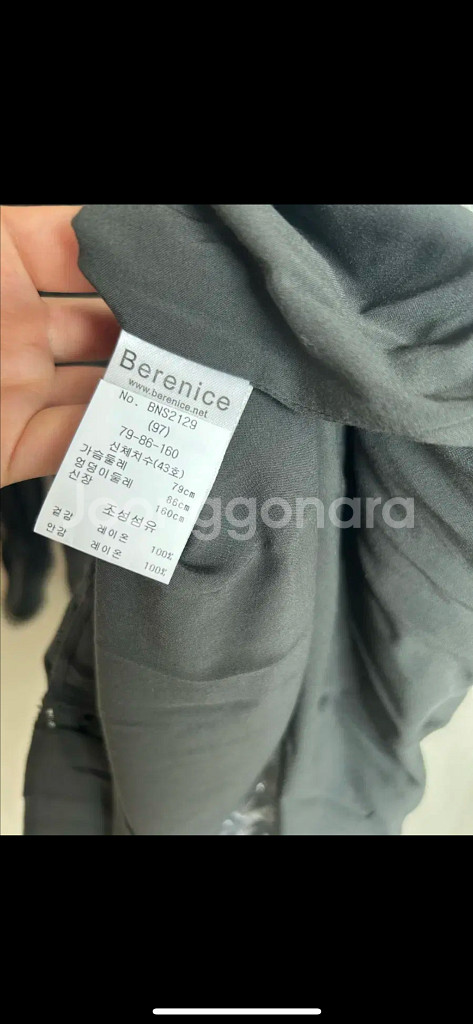 Berenice
www.berenice.net
No. BNS2129
(97)
79-86-160
신체치수(43호)
가슴둘레 79cm
엉덩이둘레 86cm
신장 160cm
조성섬유
겉감 레이온 100%
안감 레이온 100%
Joonggonara